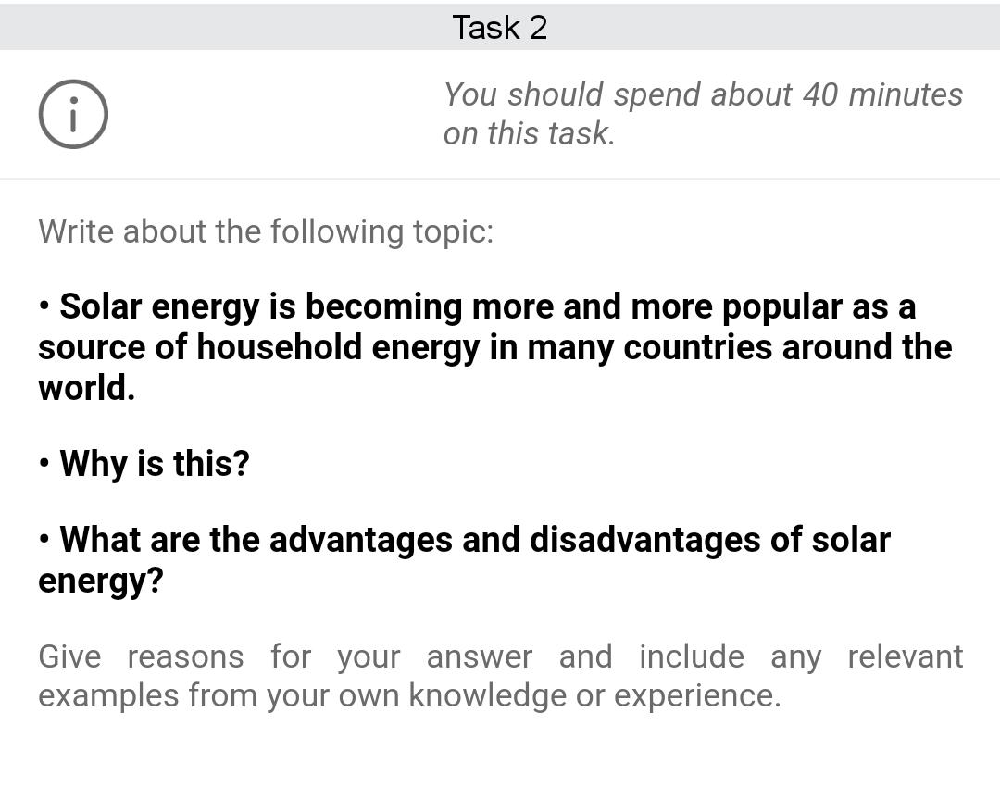 Task 2
You should spend about 40 minutes
on this task.
Write about the following topic:
• Solar energy is becoming more and more popular as a
source of household energy in many countries around the
world.
• Why is this?
• What are the advantages and disadvantages of solar
energy?
Give reasons for your answer and include any relevant
examples from your own knowledge or experience.